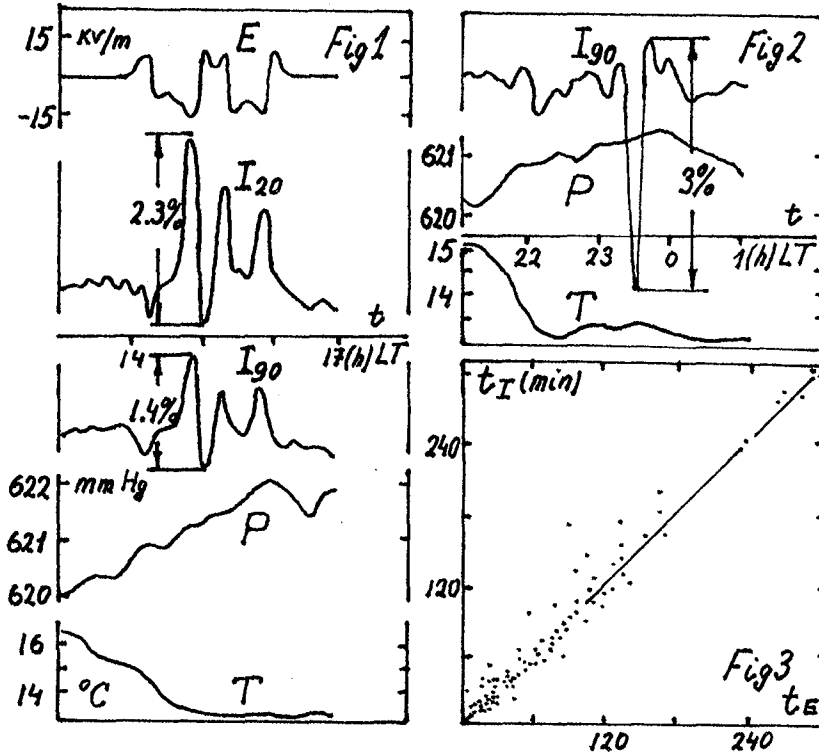 15 KV/m E Fig1
-15
2.3% I20
t
14 17(h) LT
I90
1.4%
622 mm Hg
621 P
620
16
14 °C T
I90 Fig2
621
P 3%
620 t
15 22 23 0 1(h) LT
14
T
tI (min)
240
120
Fig3
tE
120 240